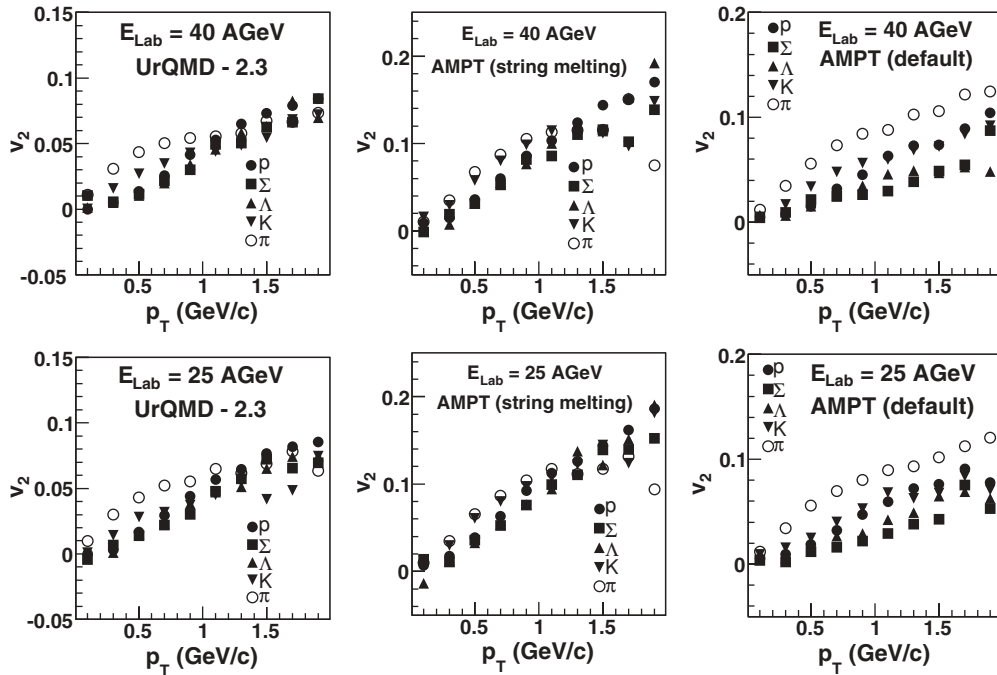 E_Lab = 40 AGeV
UrQMD - 2.3
0.15
0.1
0.05
0
-0.05
v_2
p
Σ
Λ
K
π
0.5
1
1.5
p_T (GeV/c)
E_Lab = 40 AGeV
AMPT (string melting)
0.2
0.1
0
p
Σ
Λ
K
π
0.5
1
1.5
p_T (GeV/c)
E_Lab = 40 AGeV
AMPT (default)
0.2
0.1
0
p
Σ
Λ
K
π
0.5
1
1.5
p_T (GeV/c)
E_Lab = 25 AGeV
UrQMD - 2.3
0.15
0.1
0.05
0
-0.05
v_2
p
Σ
Λ
K
π
0.5
1
1.5
p_T (GeV/c)
E_Lab = 25 AGeV
AMPT (string melting)
0.2
0.1
0
p
Σ
Λ
K
π
0.5
1
1.5
p_T (GeV/c)
E_Lab = 25 AGeV
AMPT (default)
0.2
0.1
0
p
Σ
Λ
K
π
0.5
1
1.5
p_T (GeV/c)